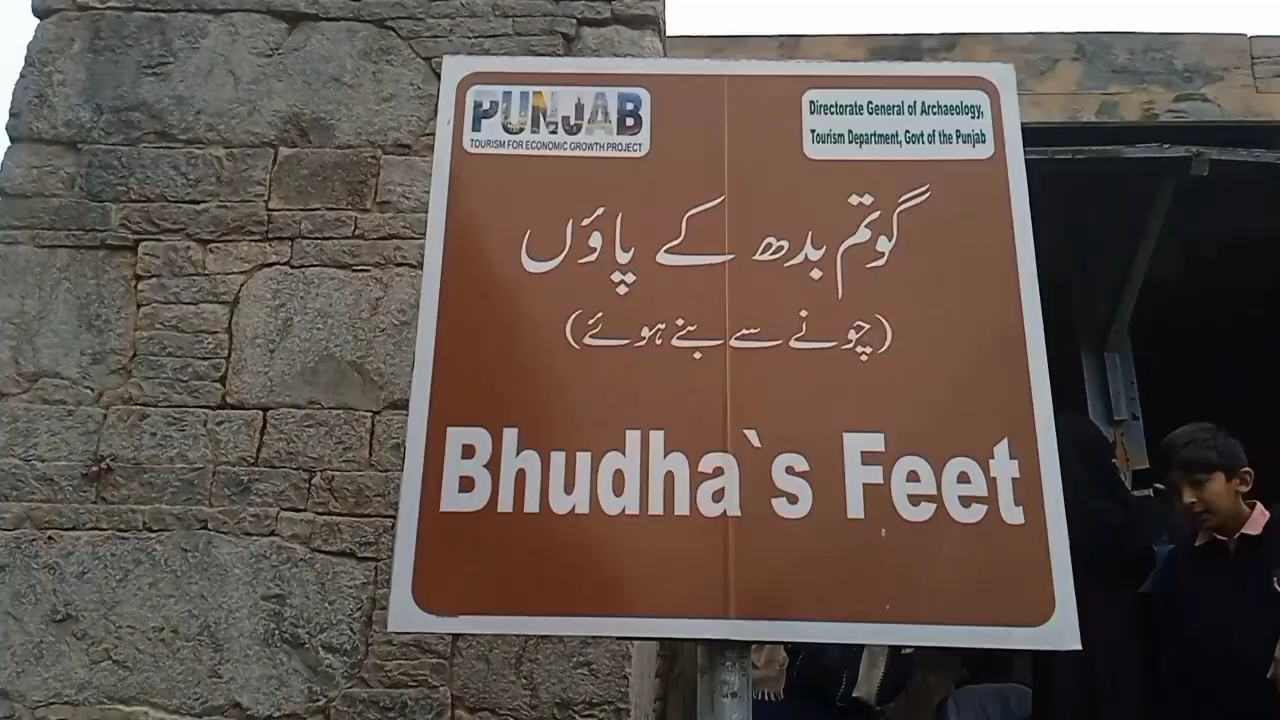 PUNJAB
TOURISM FOR ECONOMIC GROWTH PROJECT
Directorate General of Archaeology,
Tourism Department, Govt of the Punjab
گوتم بدھ کے پاؤں
(چونے سے بنے ہوئے)
Bhudha`s Feet